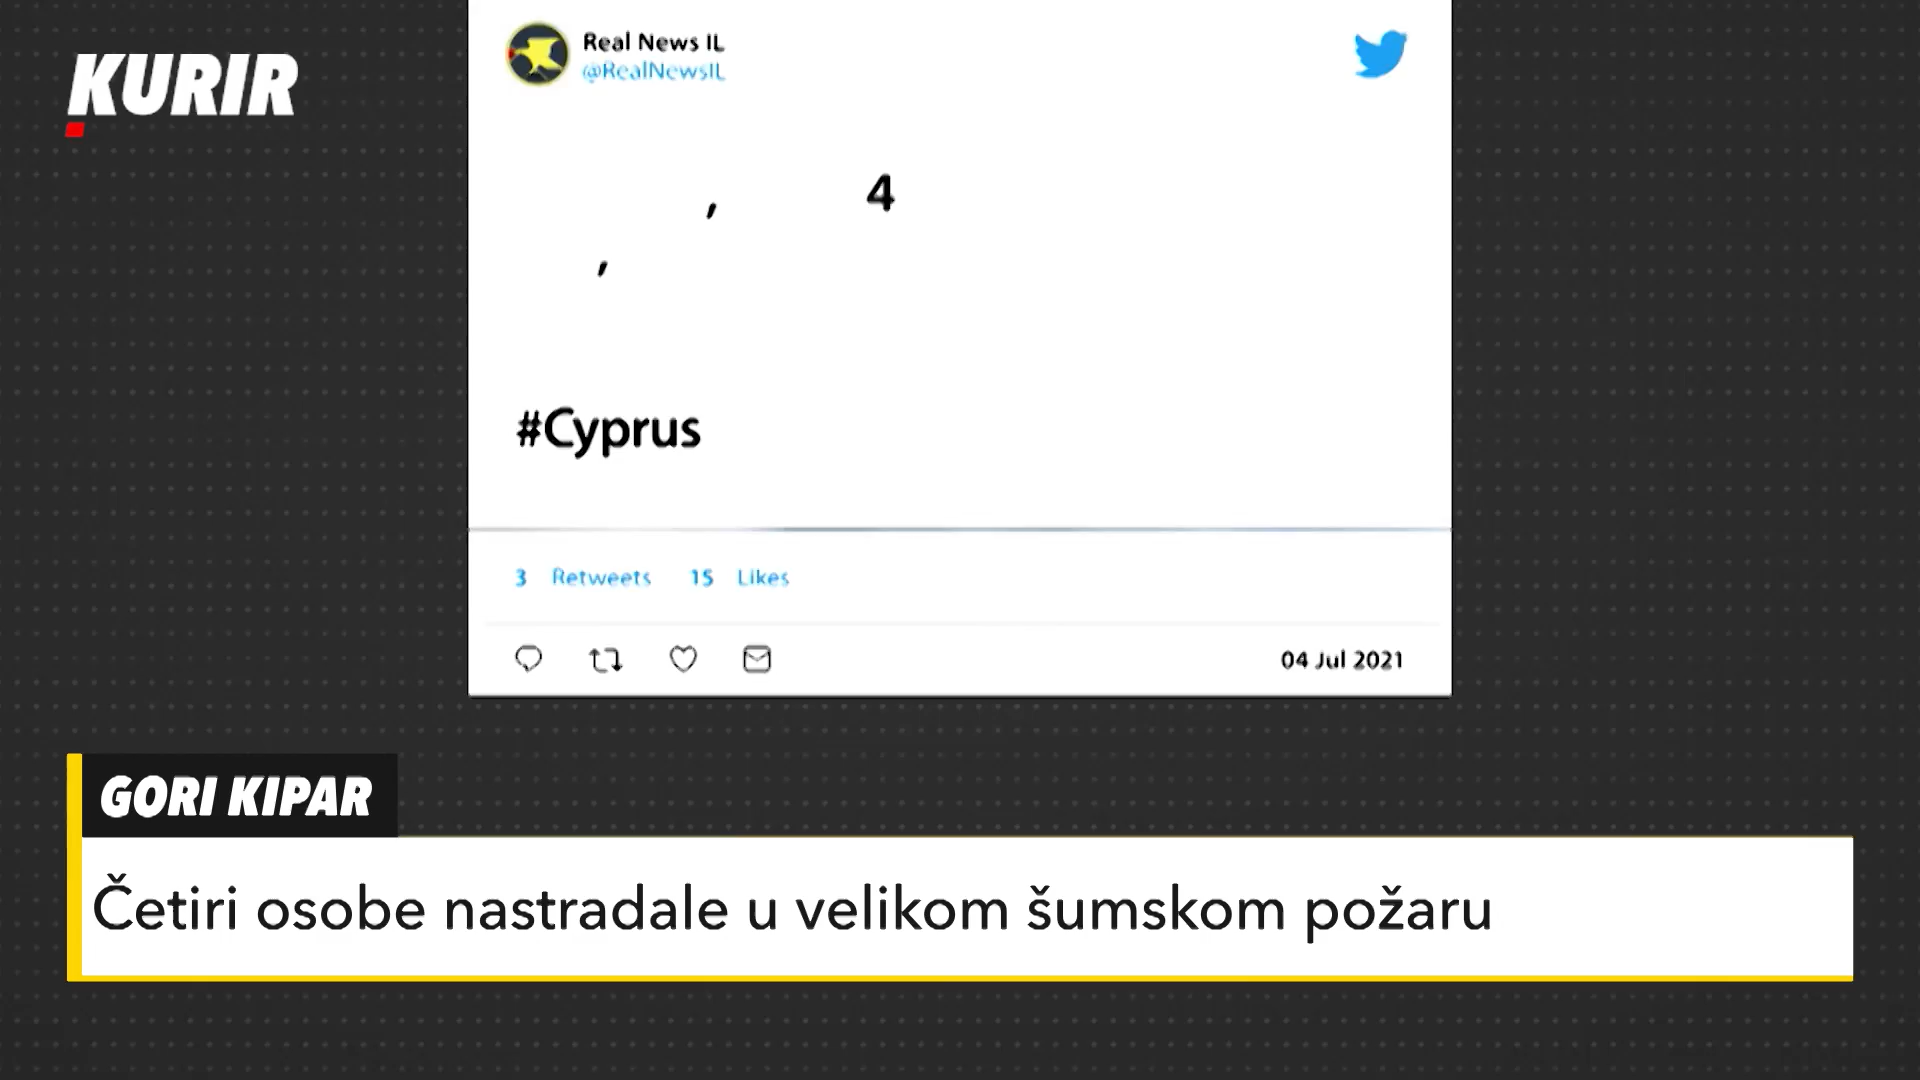 KURIR
Real News IL
@RealNewsIL
, 4
,
#Cyprus
3 Retweets 15 Likes
04 Jul 2021
GORI KIPAR
Četiri osobe nastradale u velikom šumskom požaru